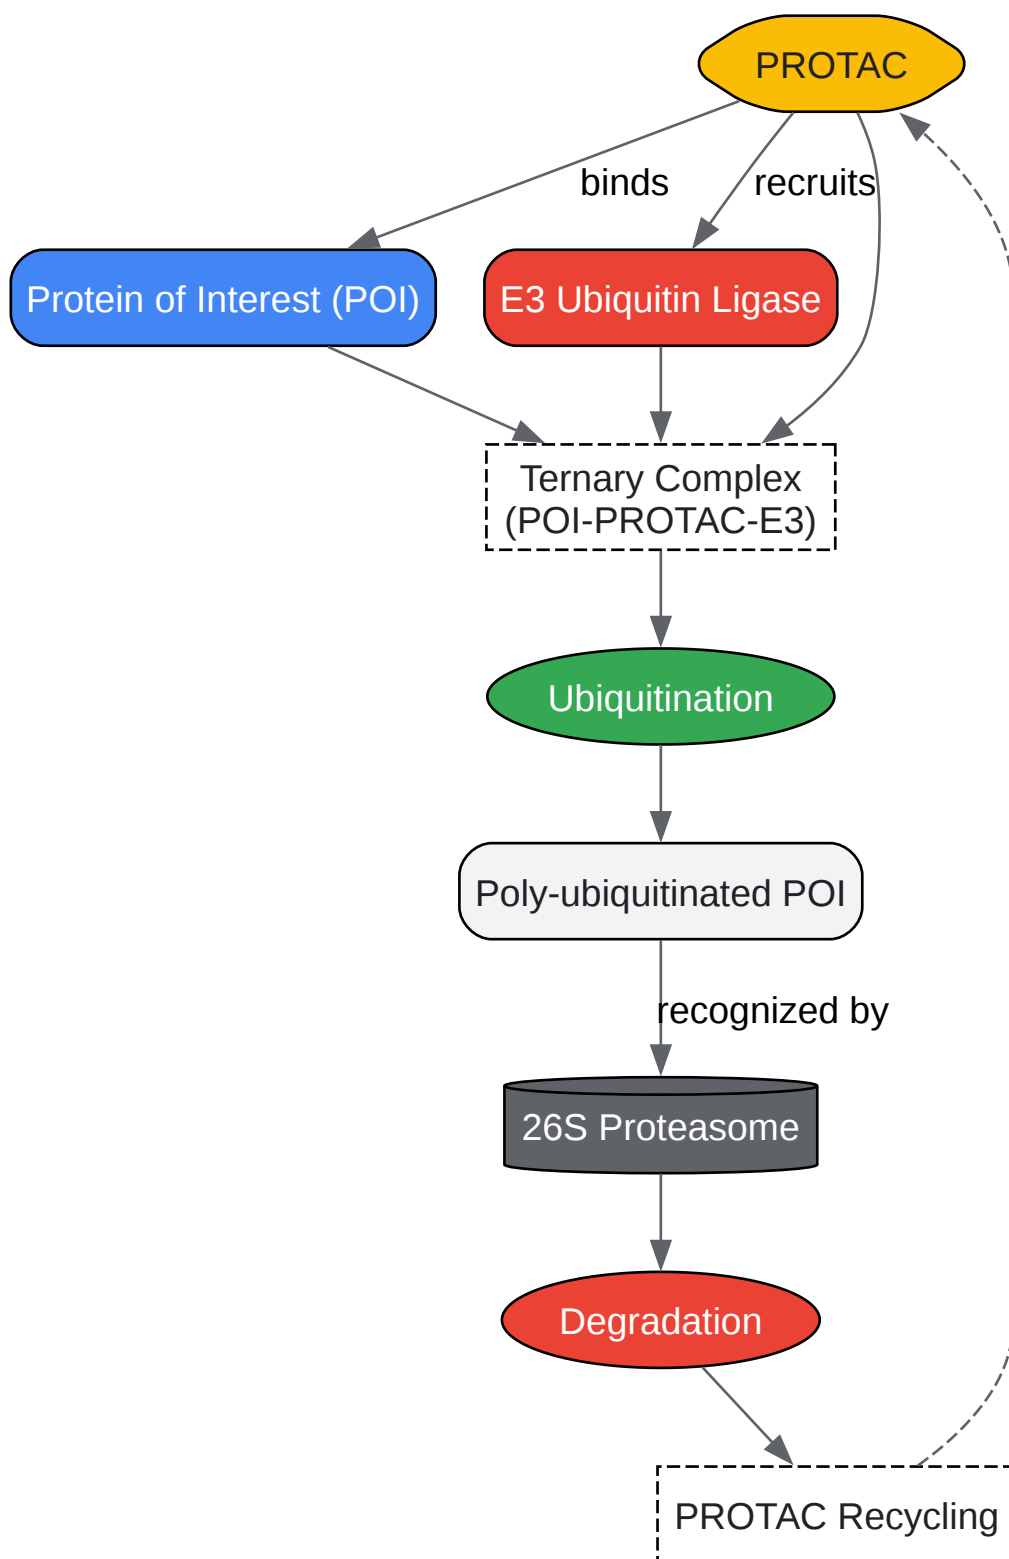 PROTAC
binds
recruits
Protein of Interest (POI)
E3 Ubiquitin Ligase
Ternary Complex
(POI-PROTAC-E3)
Ubiquitination
Poly-ubiquitinated POI
recognized by
26S Proteasome
Degradation
PROTAC Recycling